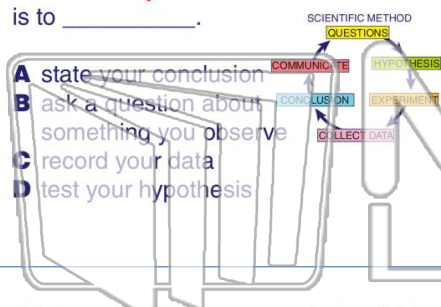 is to __________.
A state your conclusion
B ask a question about
something you observe
C record your data
D test your hypothesis
SCIENTIFIC METHOD
QUESTIONS
HYPOTHESIS
EXPERIMENT
COLLECT DATA
CONCLUSION
COMMUNICATE